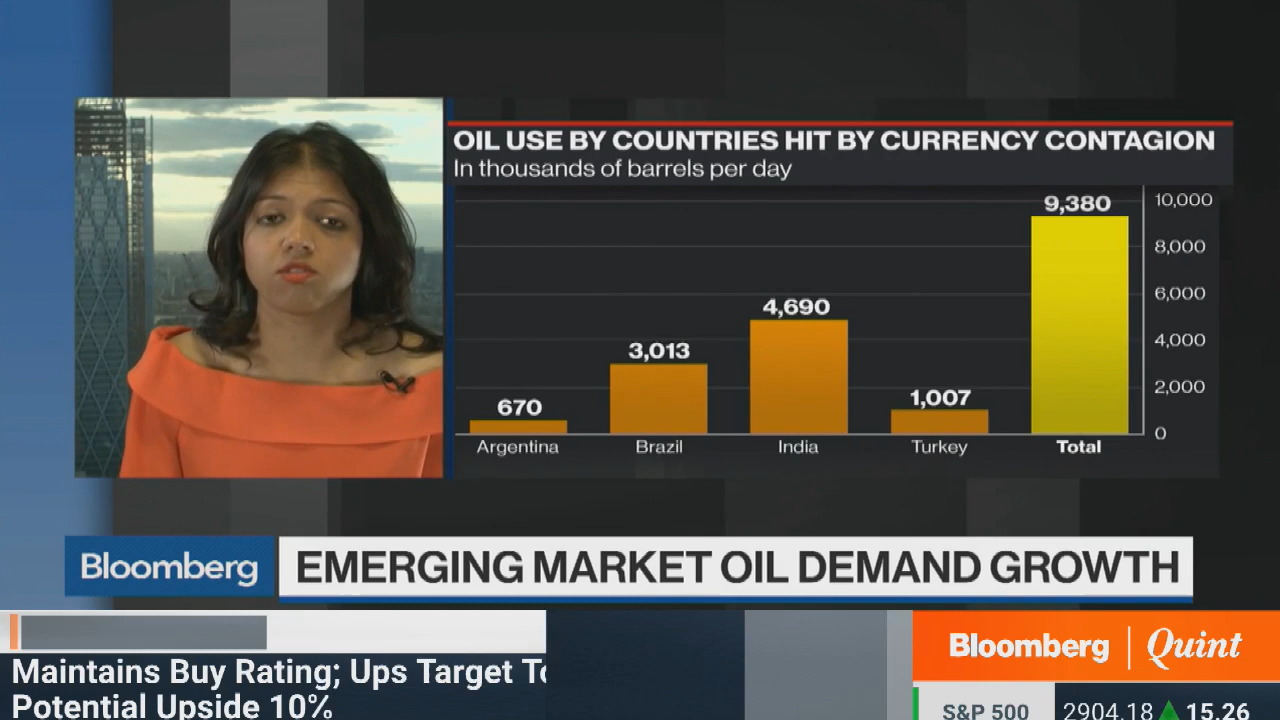 OIL USE BY COUNTRIES HIT BY CURRENCY CONTAGION
In thousands of barrels per day
10,000
9,380
8,000
6,000
4,690
4,000
3,013
2,000
1,007
670
0
Argentina
Brazil
India
Turkey
Total
Bloomberg
EMERGING MARKET OIL DEMAND GROWTH
Maintains Buy Rating; Ups Target To
Potential Upside 10%
Bloomberg | Quint
S&P 500
2904.18 ▲ 15.26